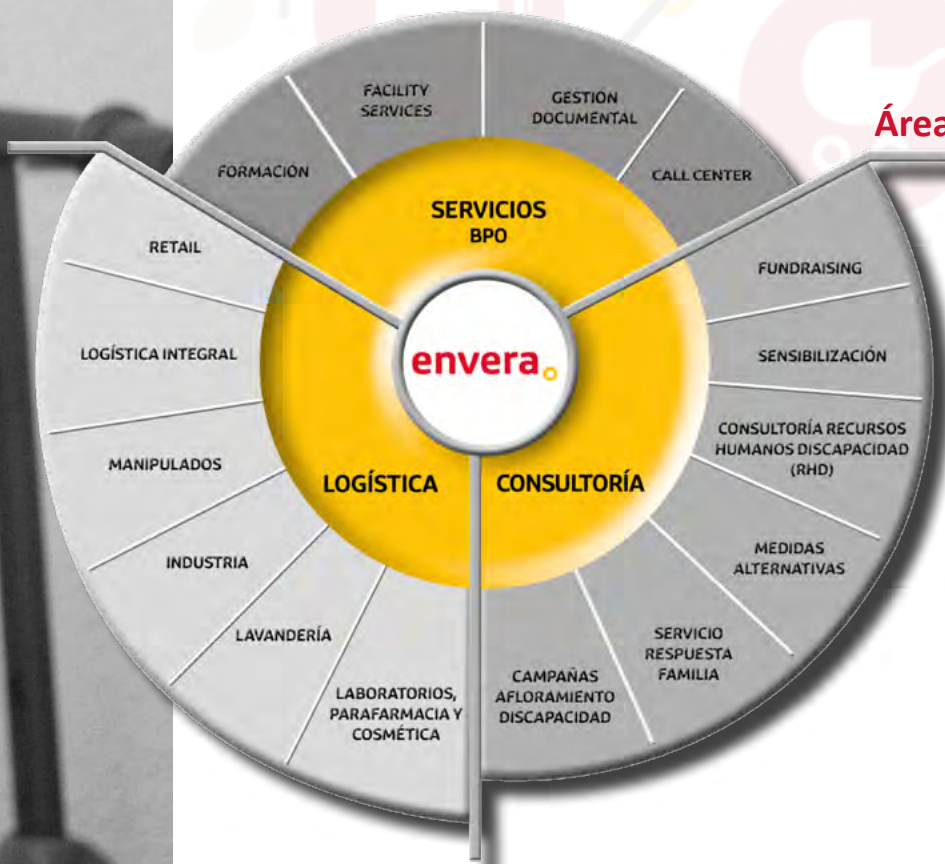 FACILITY
SERVICES
GESTIÓN
DOCUMENTAL
Área
FORMACIÓN
CALL CENTER
SERVICIOS
BPO
RETAIL
FUNDRAISING
LOGÍSTICA INTEGRAL
envera
SENSIBILIZACIÓN
CONSULTORÍA RECURSOS
HUMANOS DISCAPACIDAD
(RHD)
MANIPULADOS
LOGÍSTICA
CONSULTORÍA
INDUSTRIA
MEDIDAS
ALTERNATIVAS
LAVANDERÍA
SERVICIO
RESPUESTA
FAMILIA
LABORATORIOS,
PARAFARMACIA Y
COSMÉTICA
CAMPAÑAS
AFLORAMIENTO
DISCAPACIDAD